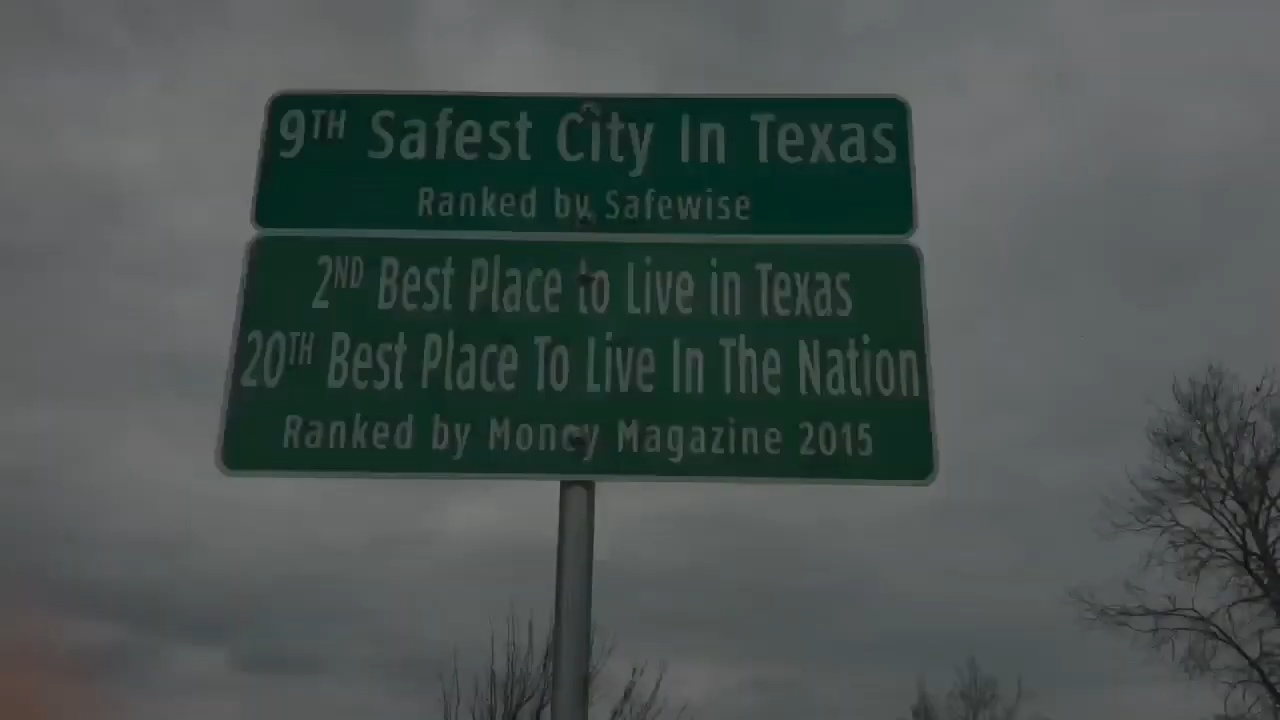 9TH Safest City In Texas
Ranked by Safewise
2ND Best Place to Live in Texas
20TH Best Place To Live In The Nation
Ranked by Money Magazine 2015